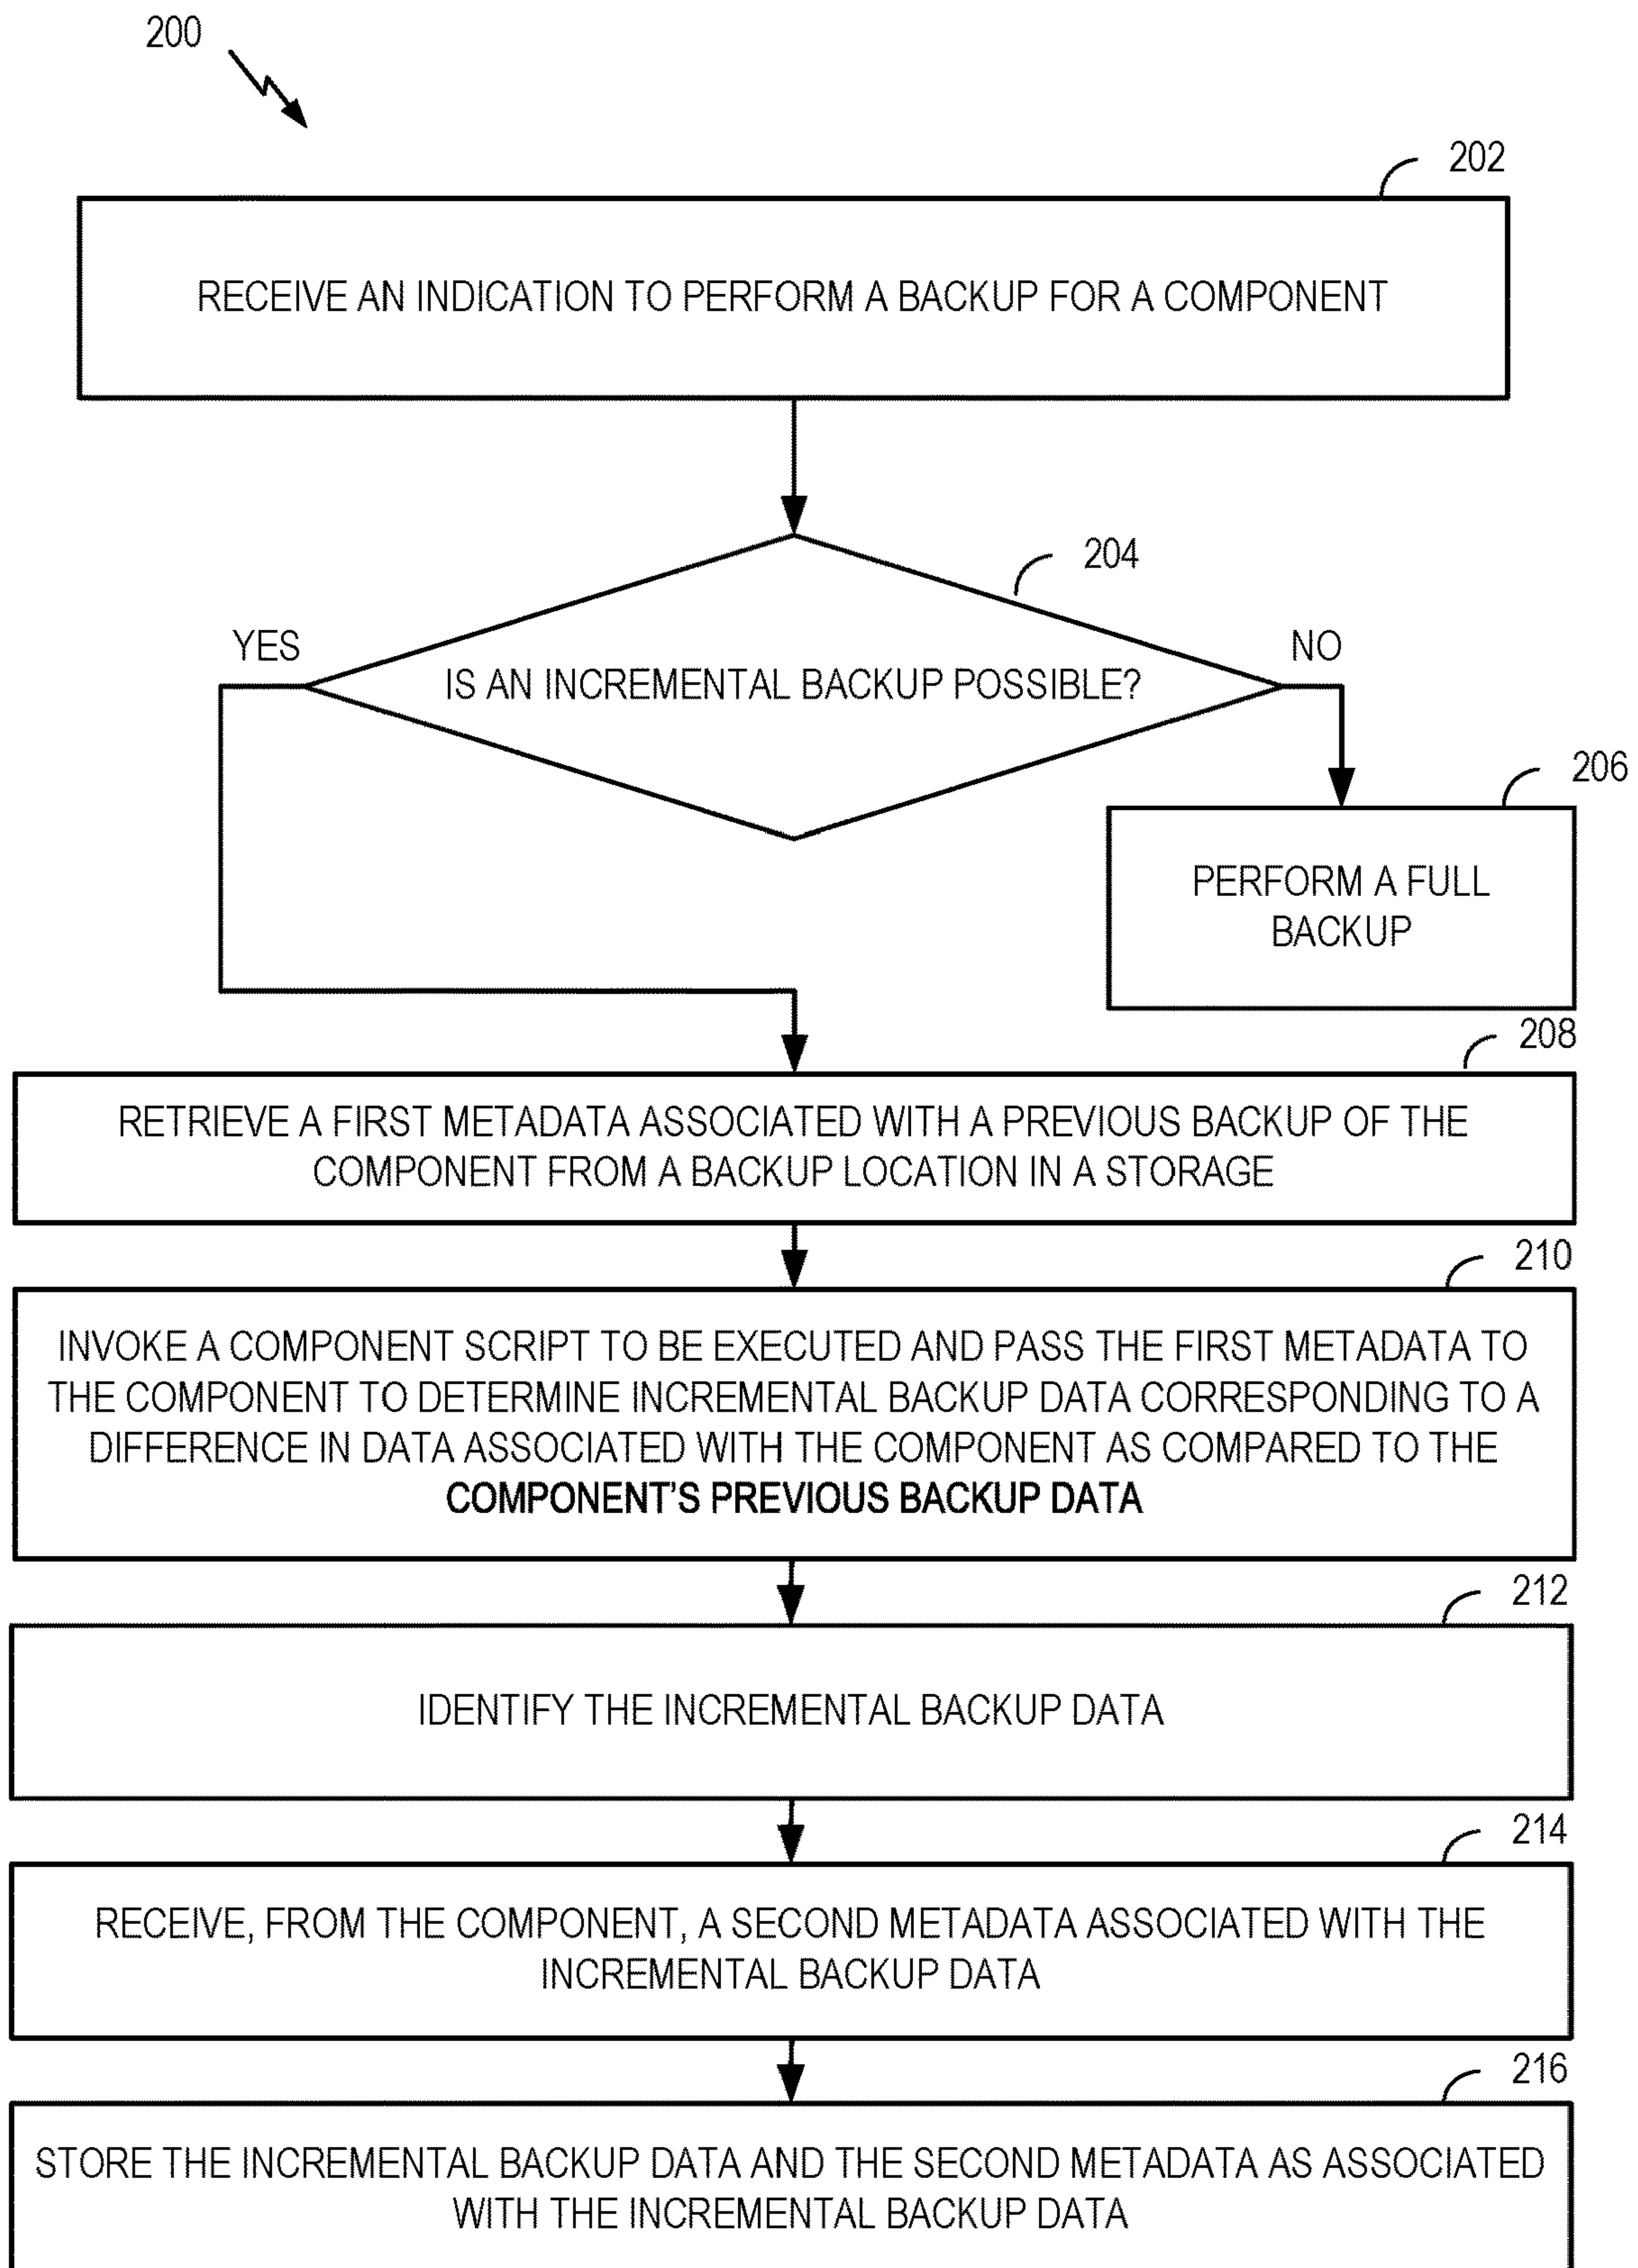 200
202
RECEIVE AN INDICATION TO PERFORM A BACKUP FOR A COMPONENT
204
YES
NO
IS AN INCREMENTAL BACKUP POSSIBLE?
206
PERFORM A FULL
BACKUP
208
RETRIEVE A FIRST METADATA ASSOCIATED WITH A PREVIOUS BACKUP OF THE
COMPONENT FROM A BACKUP LOCATION IN A STORAGE
210
INVOKE A COMPONENT SCRIPT TO BE EXECUTED AND PASS THE FIRST METADATA TO
THE COMPONENT TO DETERMINE INCREMENTAL BACKUP DATA CORRESPONDING TO A
DIFFERENCE IN DATA ASSOCIATED WITH THE COMPONENT AS COMPARED TO THE
COMPONENT'S PREVIOUS BACKUP DATA
212
IDENTIFY THE INCREMENTAL BACKUP DATA
214
RECEIVE, FROM THE COMPONENT, A SECOND METADATA ASSOCIATED WITH THE
INCREMENTAL BACKUP DATA
216
STORE THE INCREMENTAL BACKUP DATA AND THE SECOND METADATA AS ASSOCIATED
WITH THE INCREMENTAL BACKUP DATA